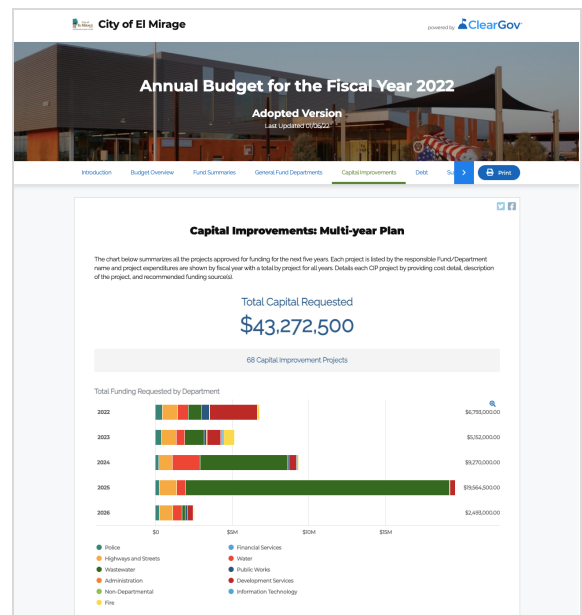 City of El Mirage
powered by ClearGov
Annual Budget for the Fiscal Year 2022
Adopted Version
Last Updated 01/06/22
Introduction Budget Overview Fund Summaries General Fund Departments Capital Improvements Debt Su > Print
Capital Improvements: Multi-year Plan
The chart below summarizes all the projects approved for funding for the next five years. Each project is listed by the responsible Fund/Department
name and project expenditures are shown by fiscal year with a total by project for all years. Details each CIP project by providing cost detail, description
of the project, and recommended funding source(s).
Total Capital Requested
$43,272,500
68 Capital Improvement Projects
Total Funding Requested by Department
2022 $6,793,000.00
2023 $5,152,000.00
2024 $9,270,000.00
2025 $19,564,500.00
2026 $2,493,000.00
$0 $5M $10M $15M
Police Financial Services
Highways and Streets Water
Wastewater Public Works
Administration Development Services
Non-Departmental Information Technology
Fire